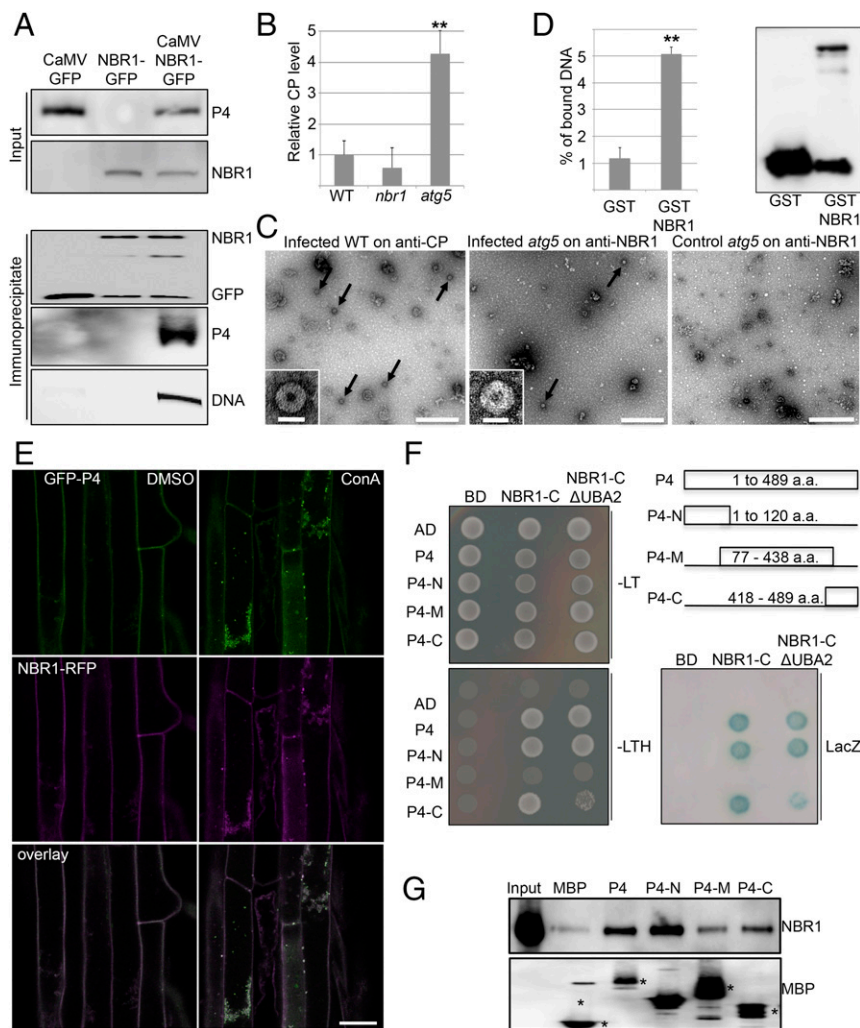 A
CaMV
GFP
NBR1-
GFP
CaMV
NBR1-
GFP
Input
P4
NBR1
Immunoprecipitate
NBR1
GFP
P4
DNA
B
Relative CP level
5
4
3
2
1
**
WT nbr1 atg5
D
% of bound DNA
5
4
3
2
1
**
GST GST
NBR1
GST GST
NBR1
C
Infected WT on anti-CP
Infected atg5 on anti-NBR1
Control atg5 on anti-NBR1
E
GFP-P4 DMSO ConA
NBR1-RFP
overlay
F
BD NBR1-C NBR1-C
ΔUBA2
AD
P4
P4-N
P4-M
P4-C
-LT
AD
P4
P4-N
P4-M
P4-C
-LTH
P4 1 to 489 a.a.
P4-N 1 to 120 a.a.
P4-M 77 - 438 a.a.
P4-C 418 - 489 a.a.
BD NBR1-C NBR1-C
ΔUBA2
LacZ
G
Input MBP P4 P4-N P4-M P4-C
NBR1
MBP
* * * * *